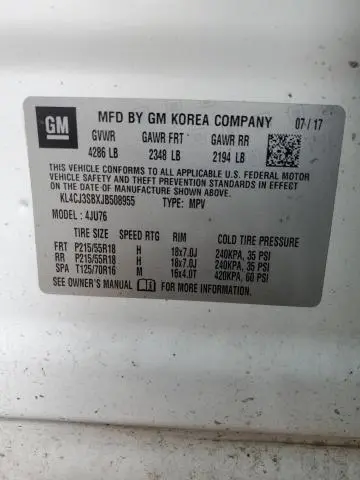 GM
MFD BY GM KOREA COMPANY 07/17
GVWR GAWR FRT GAWR RR
4286 LB 2348 LB 2194 LB
THIS VEHICLE CONFORMS TO ALL APPLICABLE U.S. FEDERAL MOTOR
VEHICLE SAFETY AND THEFT PREVENTION STANDARDS IN EFFECT ON
THE DATE OF MANUFACTURE SHOWN ABOVE.
KL4CJ3SBXJB508955 TYPE: MPV
MODEL: 4JU76
TIRE SIZE SPEED RTG RIM COLD TIRE PRESSURE
FRT P215/55R18 H 18x7.0J 240KPA, 35 PSI
RR P215/55R18 H 18x7.0J 240KPA, 35 PSI
SPA T125/70R16 M 16x4.0T 420KPA, 60 PSI
SEE OWNER'S MANUAL FOR MORE INFORMATION